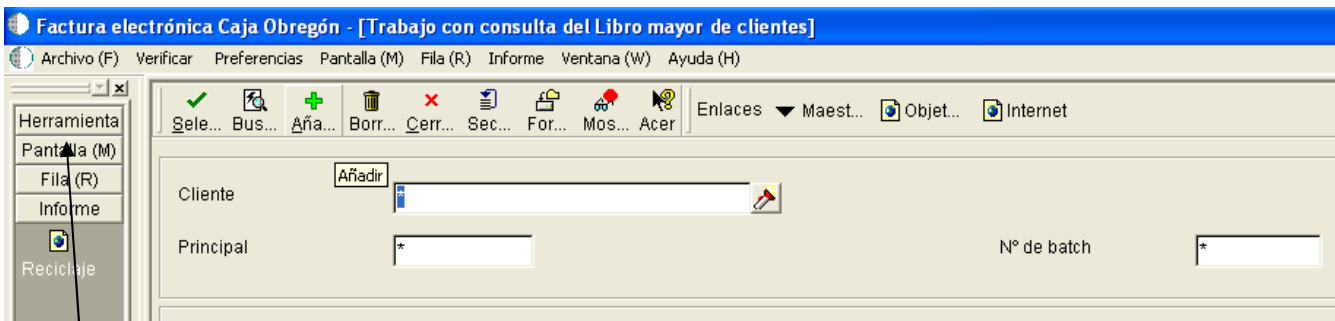 Factura electrónica Caja Obregón - [Trabajo con consulta del Libro mayor de clientes]
Archivo (F) Verificar Preferencias Pantalla (M) Fila (R) Informe Ventana (W) Ayuda (H)
Herramienta
Pantalla (M)
Fila (R)
Informe
Reciclaje
Sele... Bus... Aña... Borr... Cerr... Sec... For... Mos... Acer Enlaces Maest... Objet... Internet
Añadir
Cliente *
Principal * Nº de batch *